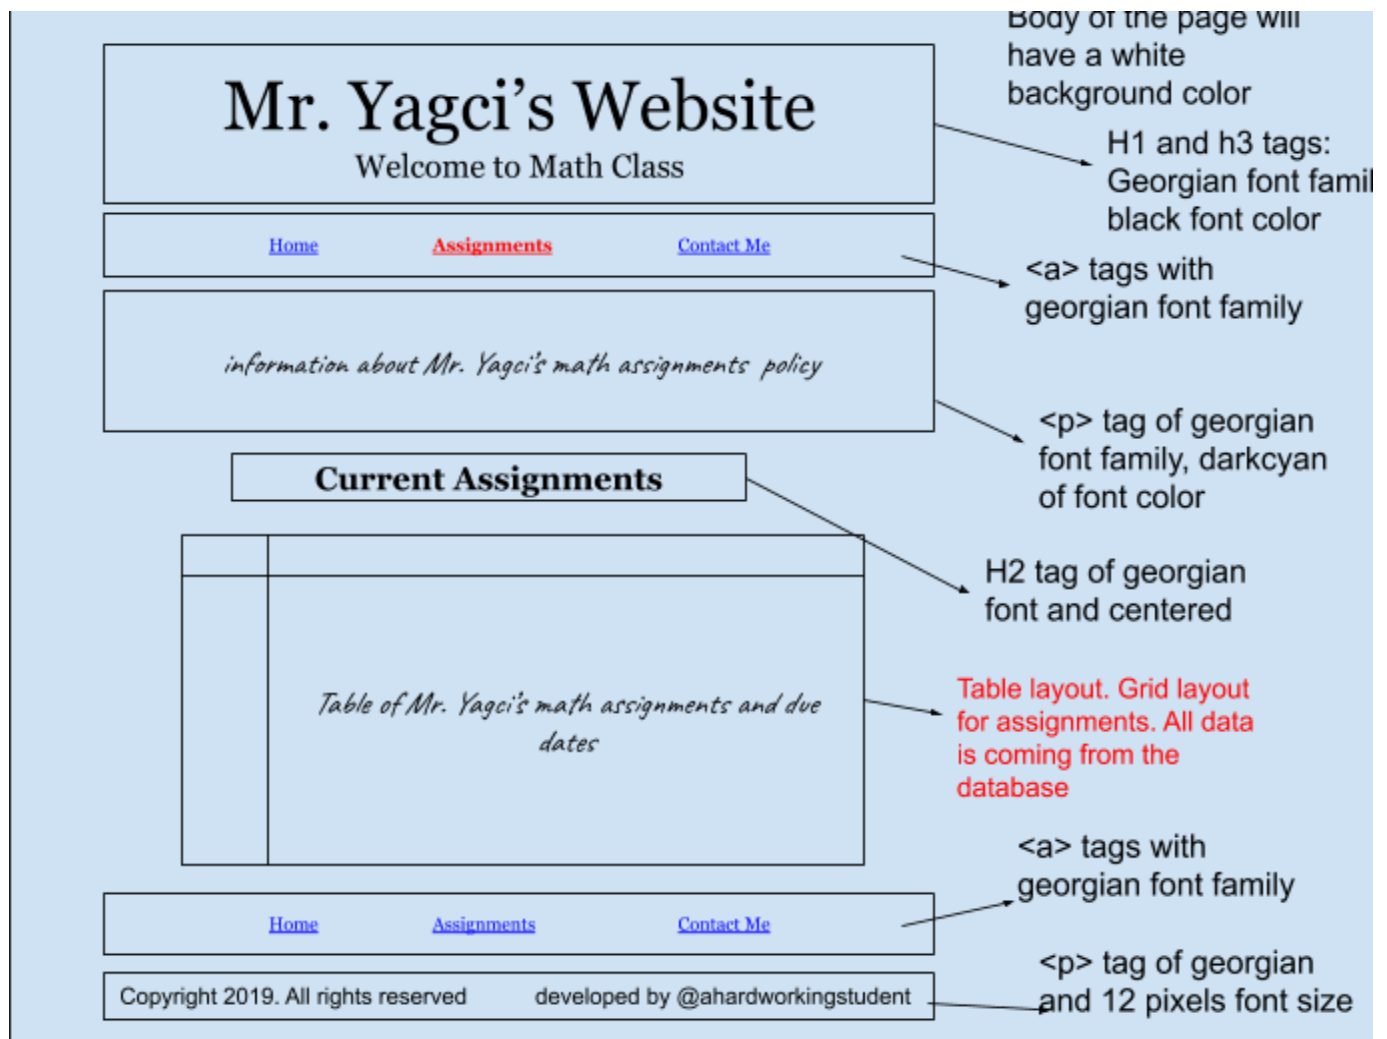 Body of the page will
have a white
background color
Mr. Yagci's Website
Welcome to Math Class
H1 and h3 tags:
Georgian font famil
black font color
Home Assignments Contact Me
<a> tags with
georgian font family
information about Mr. Yagci's math assignments policy
<p> tag of georgian
font family, darkcyan
of font color
Current Assignments
H2 tag of georgian
font and centered
Table of Mr. Yagci's math assignments and due
dates
Table layout. Grid layout
for assignments. All data
is coming from the
database
<a> tags with
georgian font family
Home Assignments Contact Me
<p> tag of georgian
and 12 pixels font size
Copyright 2019. All rights reserved developed by @ahardworkingstudent